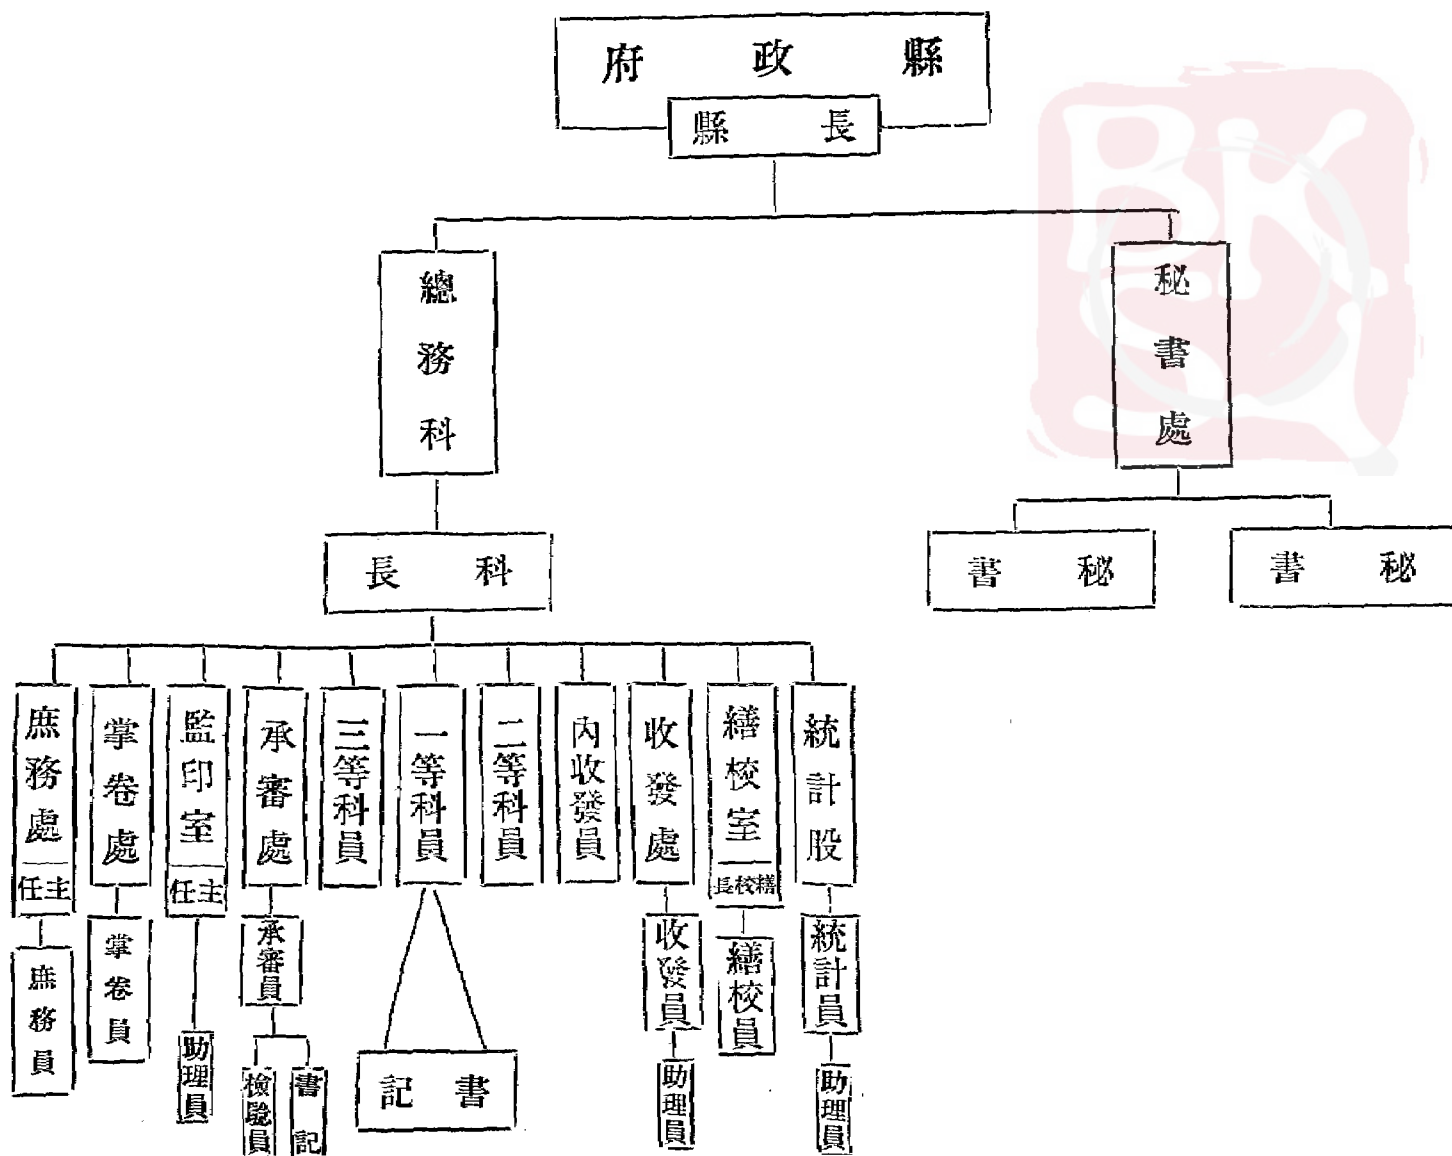 縣政府
縣長
秘書處
總務科
秘書
秘書
科長
統計股
繕校室
繕校長
收發處
內收發員
二等科員
一等科員
三等科員
承審處
監印室
主任
掌卷處
庶務處
主任
統計員
繕校員
收發員
承審員
掌卷員
庶務員
助理員
助理員
書記
書記
檢驗員
助理員
BKS